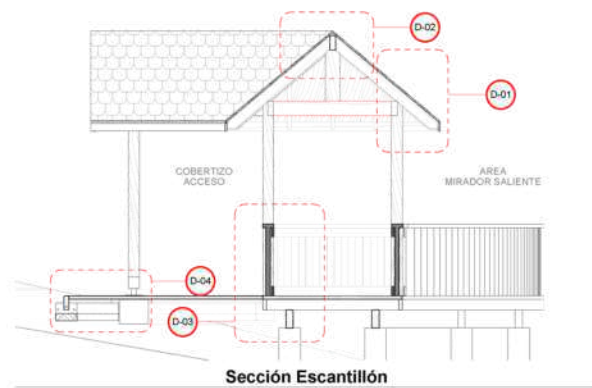 D-02
D-01
COBERTIZO
ACCESO
AREA
MIRADOR SALIENTE
D-04
D-03
Sección Escantillón